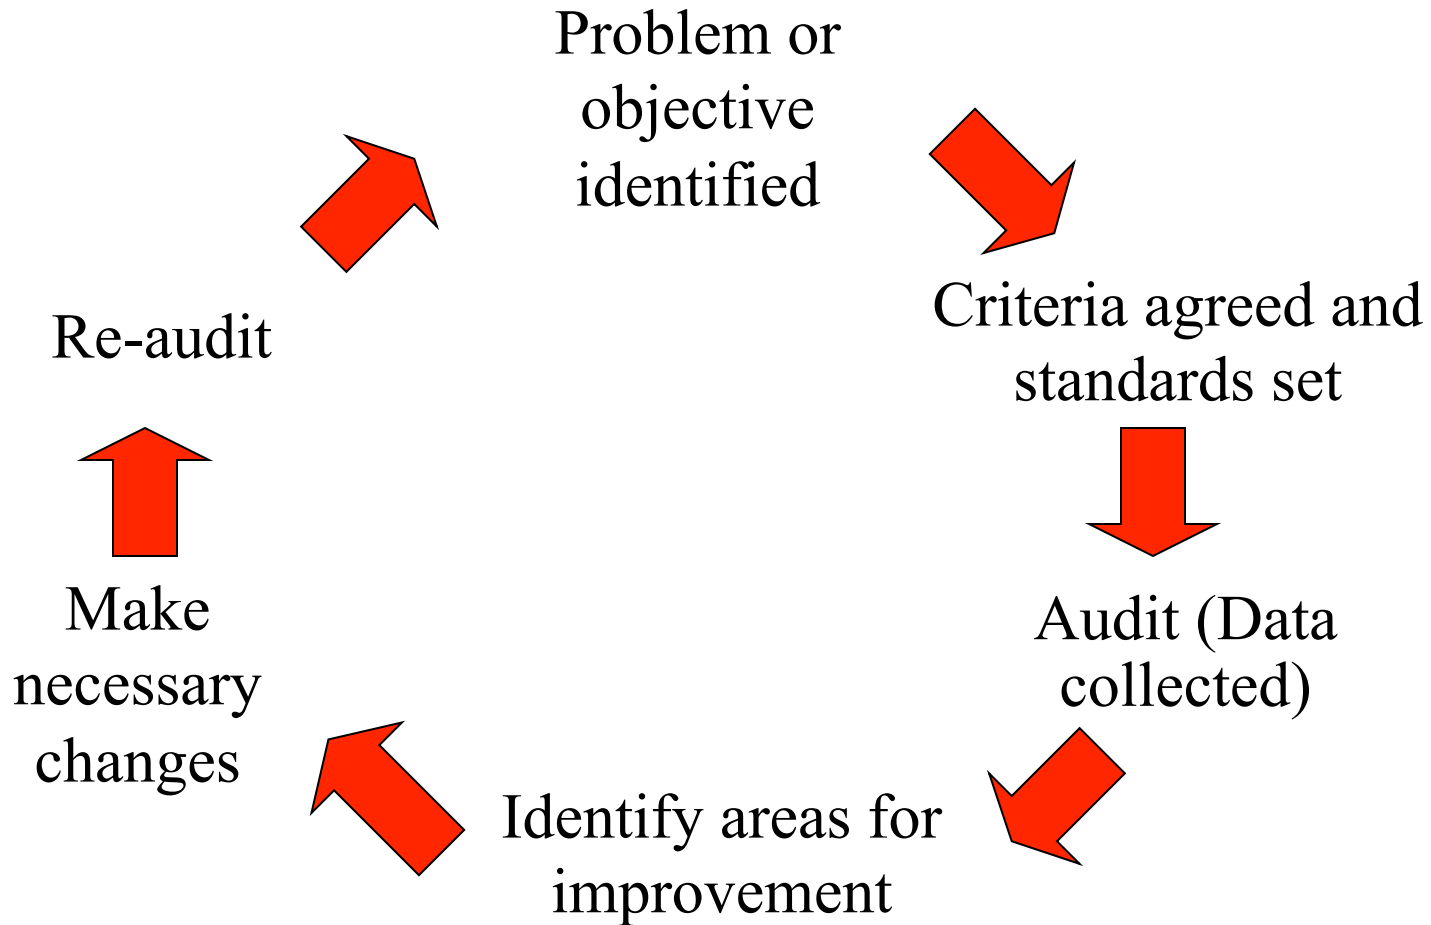 Problem or
objective
identified
Criteria agreed and
standards set
Audit (Data
collected)
Identify areas for
improvement
Make
necessary
changes
Re-audit